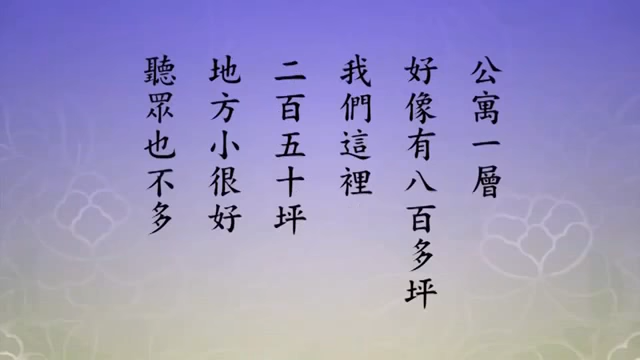 公寓一層
好像有八百多坪
我們這裡
二百五十坪
地方小很好
聽眾也不多